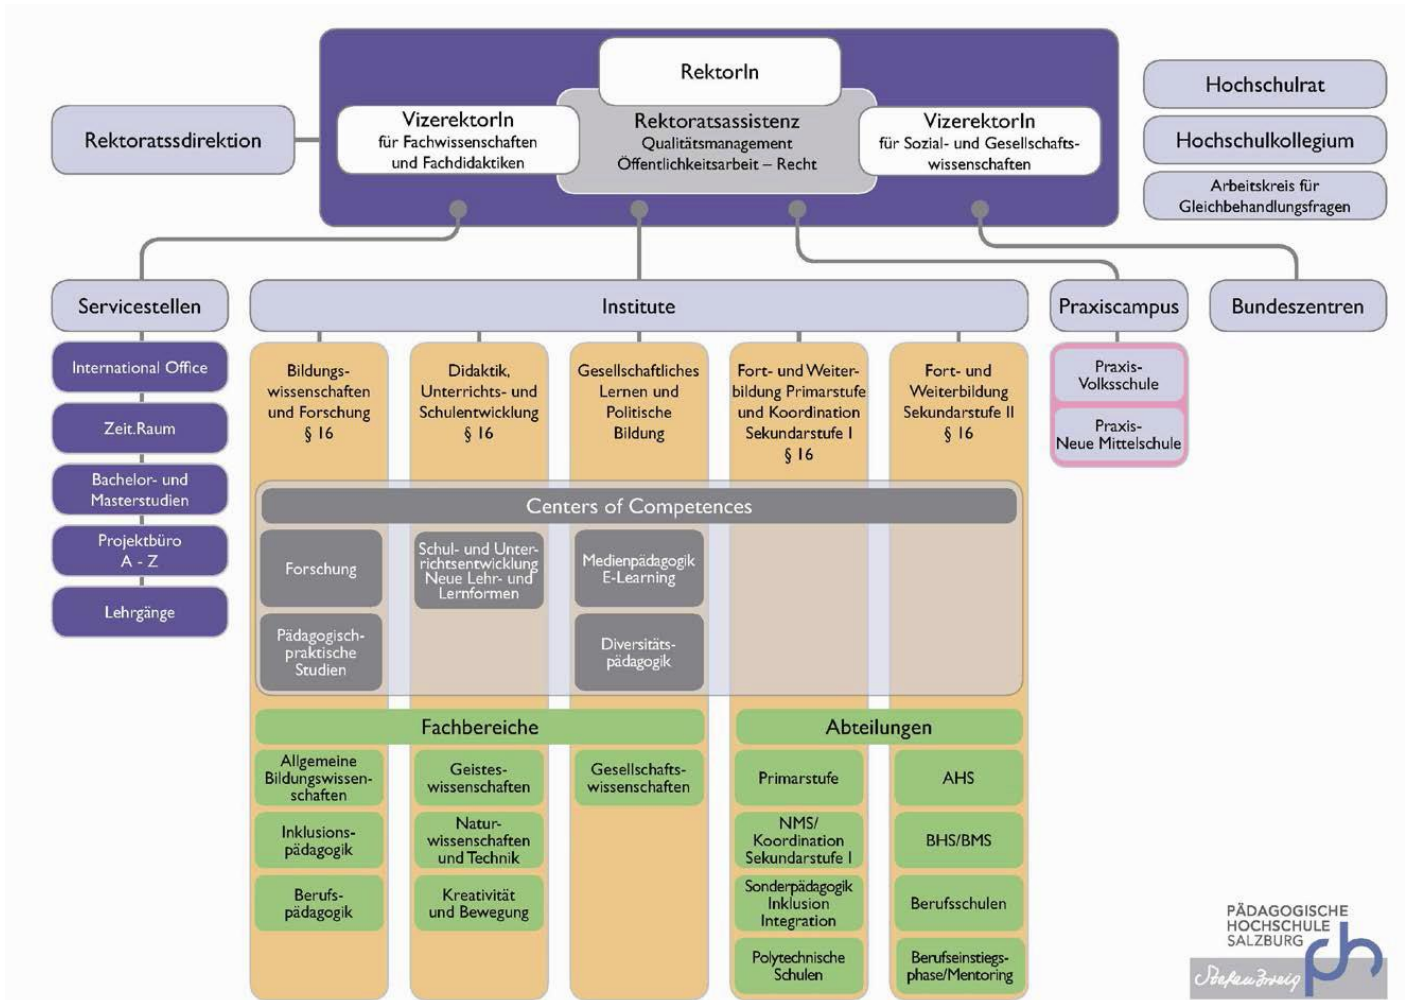 RektorIn
Rektoratssdirektion
VizerektorIn
für Fachwissenschaften
und Fachdidaktiken
Rektoratsassistenz
Qualitätsmanagement
Öffentlichkeitsarbeit – Recht
VizerektorIn
für Sozial- und Gesellschafts-
wissenschaften
Hochschulrat
Hochschulkollegium
Arbeitskreis für
Gleichbehandlungsfragen
Servicestellen
International Office
Zeit.Raum
Bachelor- und
Masterstudien
Projektbüro
A - Z
Lehrgänge
Institute
Bildungs-
wissenschaften
und Forschung
§ 16
Didaktik,
Unterrichts- und
Schulentwicklung
§ 16
Gesellschaftliches
Lernen und
Politische
Bildung
Fort- und Weiter-
bildung Primarstufe
und Koordination
Sekundarstufe I
§ 16
Fort- und
Weiterbildung
Sekundarstufe II
§ 16
Centers of Competences
Forschung
Pädagogisch-
praktische
Studien
Schul- und Unter-
richtsentwicklung
Neue Lehr- und
Lernformen
Medienpädagogik
E-Learning
Diversitäts-
pädagogik
Fachbereiche
Allgemeine
Bildungswissen-
schaften
Inklusions-
pädagogik
Berufs-
pädagogik
Geistes-
wissenschaften
Natur-
wissenschaften
und Technik
Kreativität
und Bewegung
Gesellschafts-
wissenschaften
Abteilungen
Primarstufe
NMS/
Koordination
Sekundarstufe I
Sonderpädagogik
Inklusion
Integration
Polytechnische
Schulen
AHS
BHS/BMS
Berufsschulen
Berufseinstiegs-
phase/Mentoring
Praxiscampus
Praxis-
Volksschule
Praxis-
Neue Mittelschule
Bundeszentren
PÄDAGOGISCHE
HOCHSCHULE
SALZBURG
Stefan Zweig
ph